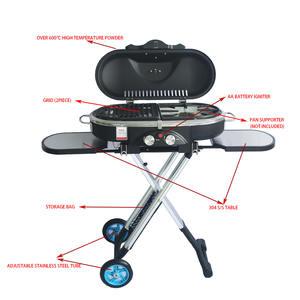 OVER 600℃ HIGH TEMPERATURE POWDER
AA BATTERY IGNITER
GRID (2PIECE)
PAN SUPPORTER
(NOT INCLUDED)
304 S/S TABLE
STORAGE BAG
ADJUSTABLE STAINLESS STEEL TUBE